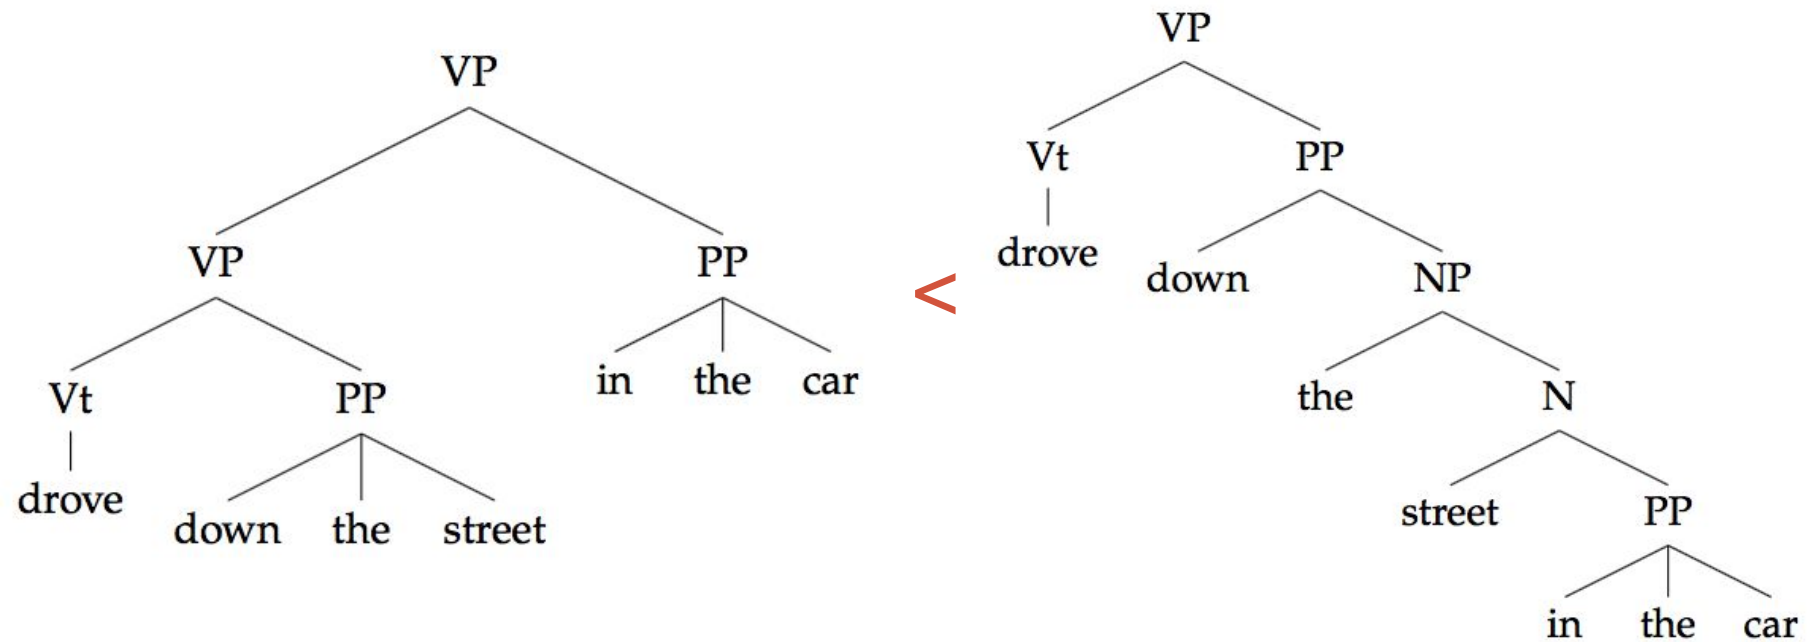 VP
VP PP
Vt PP in the car
drove down the street
<
VP
Vt PP
drove down NP
the N
street PP
in the car